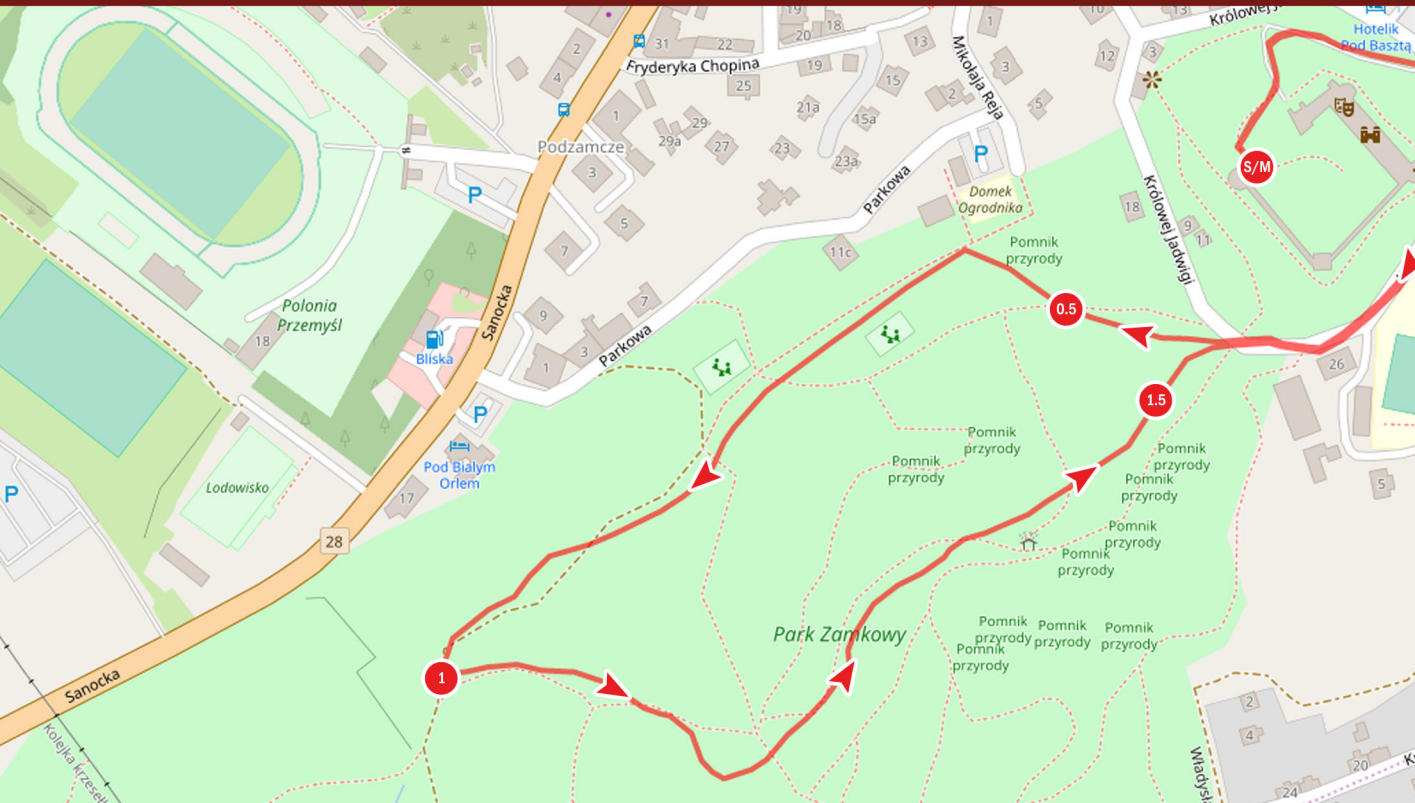 19
18
20
10
13
Królowej J
Hotelik
Pod Basztą
2
31
22
1
13
12
3
Fryderyka Chopina
19
Mikołaja Reja
3
4
25
15
2
5
21a
1
29
15a
29a
27
23
23a
Podzamcze
3
P
S/M
P
Parkowa
Domek
Ogrodnika
Królowej Jadwigi
18
9
11
5
7
11c
Pomnik
przyrody
Polonia
Przemyśl
18
Sanocka
9
7
0.5
Bliska
3
1
Parkowa
26
1.5
P
Pod Białym
Orłem
Pomnik
przyrody
Pomnik
przyrody
Pomnik
przyrody
Pomnik
przyrody
5
P
Lodowisko
17
28
Pomnik
przyrody
Pomnik
przyrody
Park Zamkowy
Pomnik
przyrody
Pomnik
przyrody
Pomnik
przyrody
Pomnik
przyrody
1
Sanocka
Kolejka krzeseł
2
4
20
24
Władysł